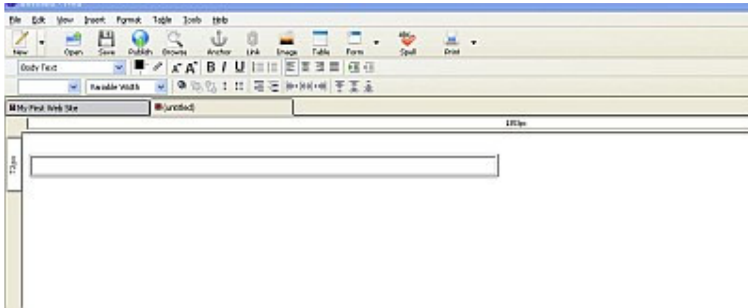 File Edit View Insert Format Table Tools Help
New Open Save Publish Browse Anchor Link Image Table Form Spell Print
Body Text B I U
Variable Width
My First Web Site (untitled)